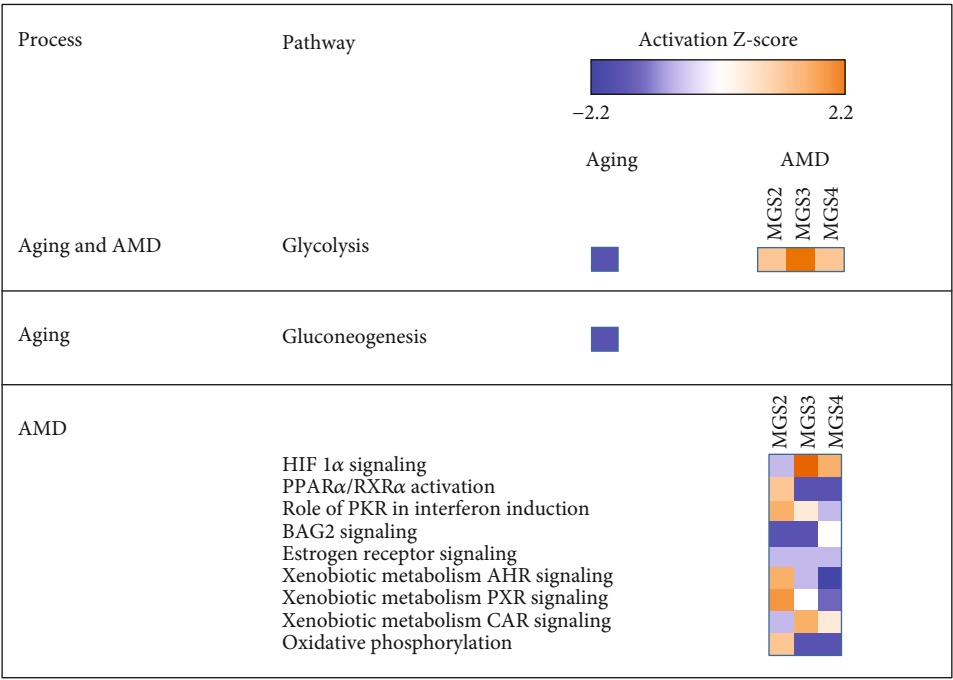 Process Pathway Activation Z-score
−2.2 2.2
Aging AMD
MGS2 MGS3 MGS4
Aging and AMD Glycolysis
Aging Gluconeogenesis
AMD MGS2 MGS3 MGS4
HIF 1α signaling
PPARα/RXRα activation
Role of PKR in interferon induction
BAG2 signaling
Estrogen receptor signaling
Xenobiotic metabolism AHR signaling
Xenobiotic metabolism PXR signaling
Xenobiotic metabolism CAR signaling
Oxidative phosphorylation